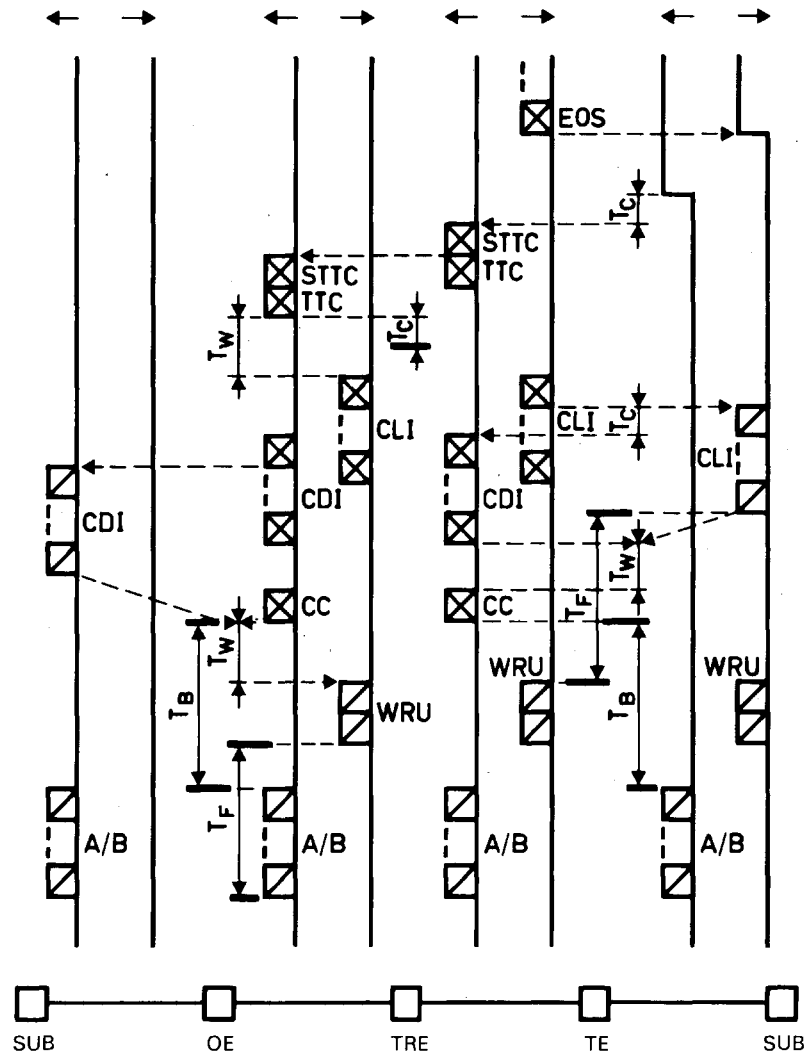 EOS
T_C
STTC
TTC
STTC
TTC
T_W
T_C
CLI
CLI
T_C
CLI
CDI
CDI
CDI
T_W
T_F
CC
CC
T_W
WRU
WRU
WRU
T_B
T_B
T_F
A/B
A/B
A/B
A/B
SUB OE TRE TE SUB